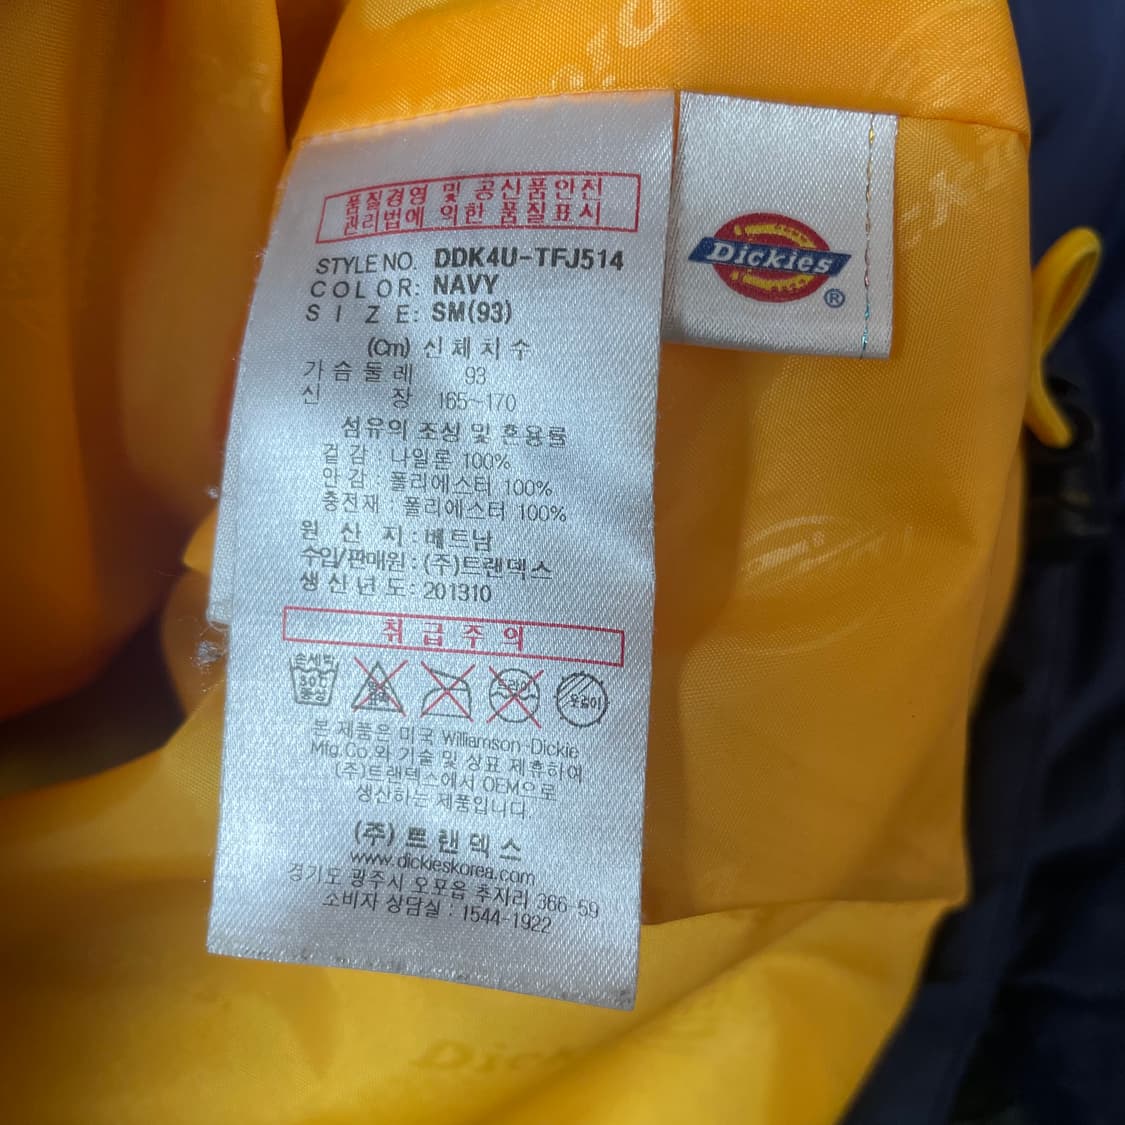 품질경영 및 공산품안전
관리법에 의한 품질표시
STYLE NO. DDK4U-TFJ514
COLOR: NAVY
SIZE: SM(93)
(Cm) 신체치수
가슴둘레 93
신장 165~170
섬유의 조성 및 혼용률
겉감 : 나일론 100%
안감 : 폴리에스터 100%
충전재 : 폴리에스터 100%
원산지 : 베트남
수입/판매원 : (주)트랜덱스
생산년도: 201310
취급주의
손세탁
30℃
중성
옷걸이
본 제품은 미국 Williamson-Dickie
Mfg.Co.와 기술 및 상표 제휴하여
(주)트랜덱스에서 OEM으로
생산하는 제품입니다.
(주)트랜덱스
www.dickieskorea.com
경기도 광주시 오포읍 추자리 366-59
소비자 상담실 : 1544-1922
Dickies
®